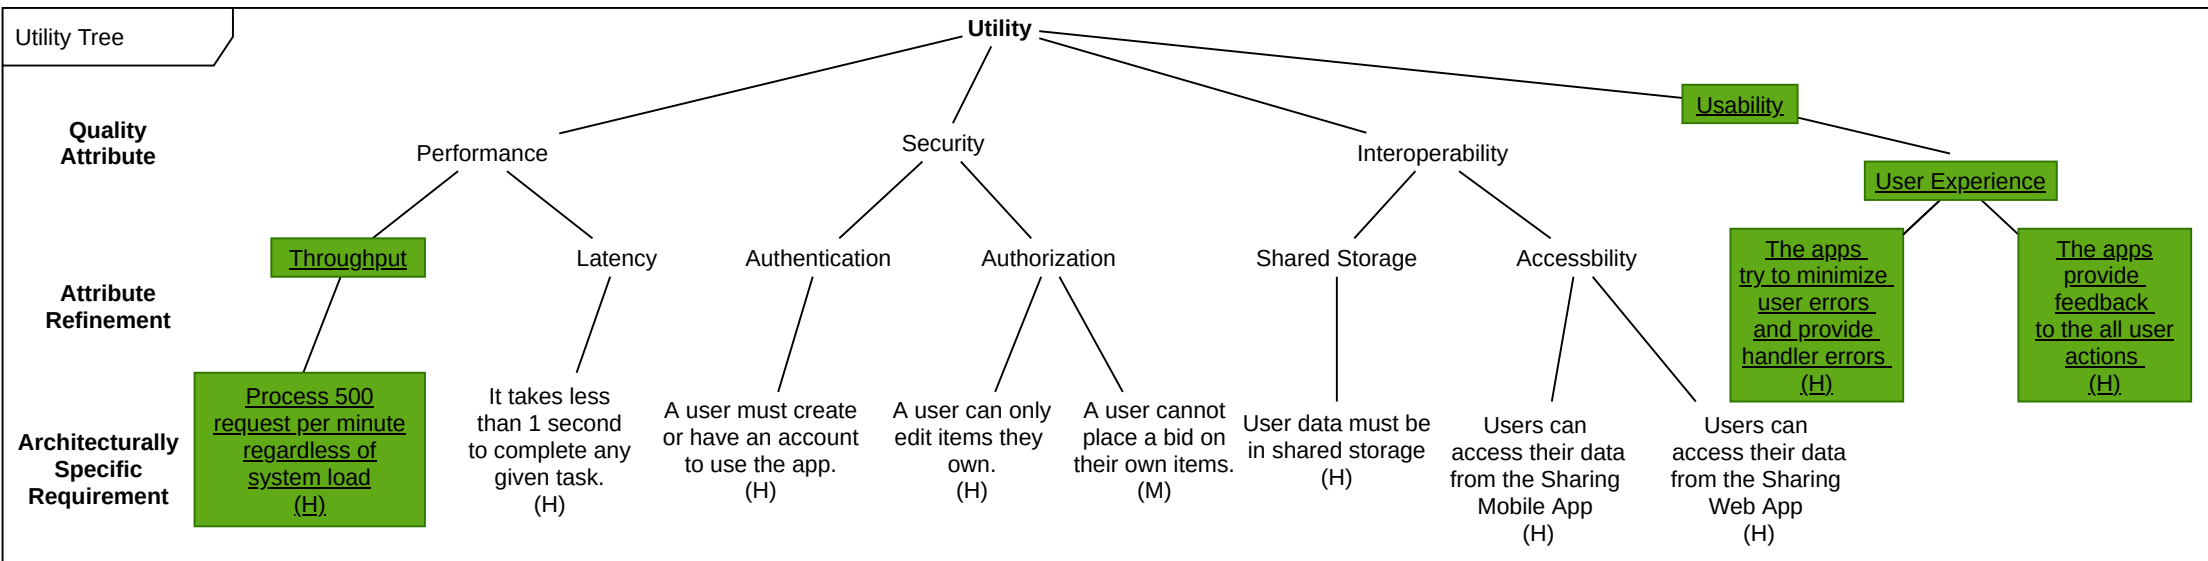 Utility Tree
Utility
Quality
Attribute
Performance
Security
Interoperability
Usability
User Experience
Attribute
Refinement
Throughput
Latency
Authentication
Authorization
Shared Storage
Accessbility
The apps
try to minimize
user errors
and provide
handler errors
(H)
The apps
provide
feedback
to the all user
actions
(H)
Architecturally
Specific
Requirement
Process 500
request per minute
regardless of
system load
(H)
It takes less
than 1 second
to complete any
given task.
(H)
A user must create
or have an account
to use the app.
(H)
A user can only
edit items they
own.
(H)
A user cannot
place a bid on
their own items.
(M)
User data must be
in shared storage
(H)
Users can
access their data
from the Sharing
Mobile App
(H)
Users can
access their data
from the Sharing
Web App
(H)